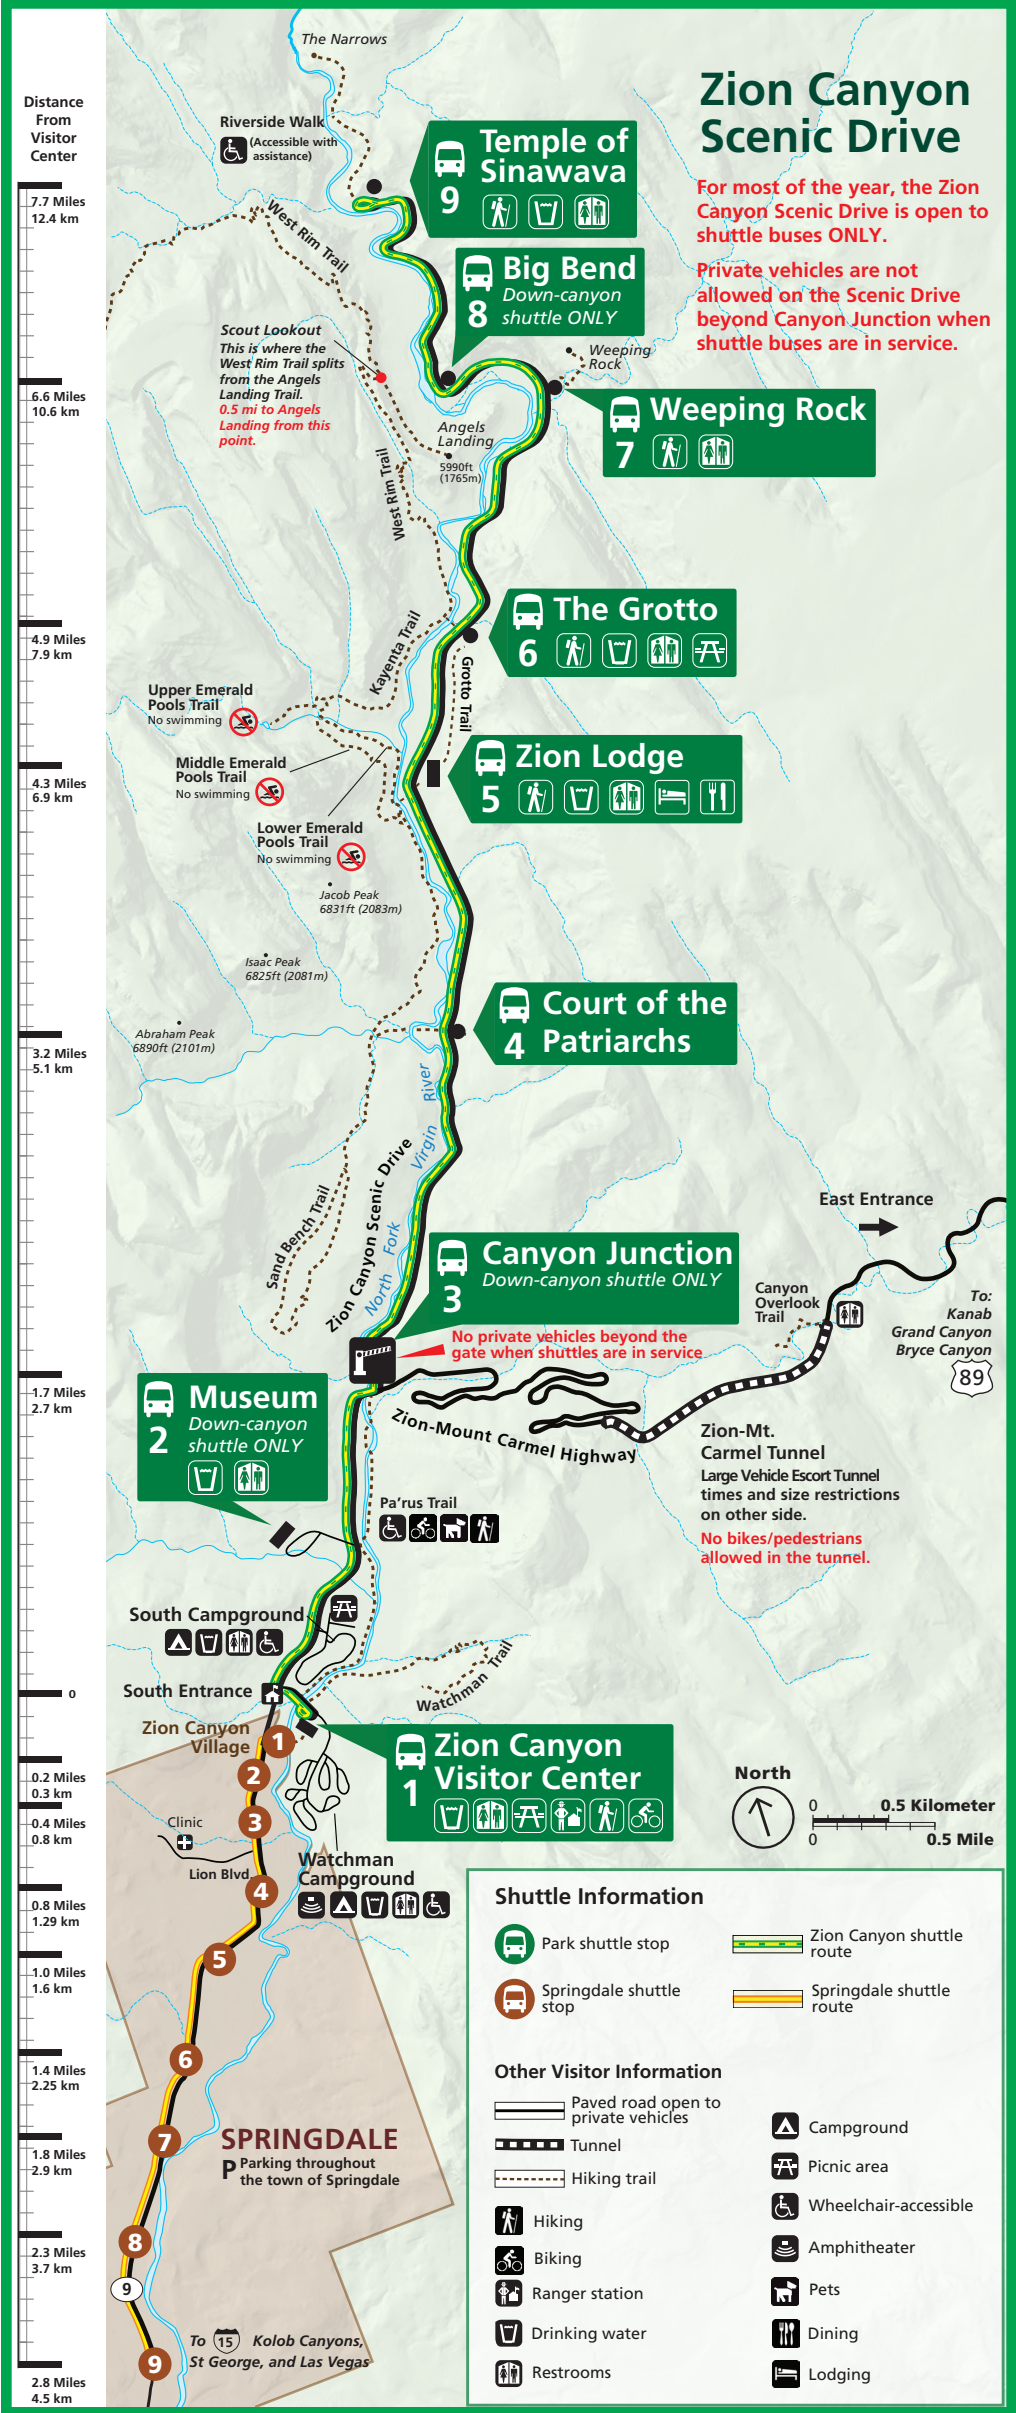 Zion Canyon
Scenic Drive
For most of the year, the Zion
Canyon Scenic Drive is open to
shuttle buses ONLY.
Private vehicles are not
allowed on the Scenic Drive
beyond Canyon Junction when
shuttle buses are in service.
Distance
From
Visitor
Center
7.7 Miles
12.4 km
6.6 Miles
10.6 km
4.9 Miles
7.9 km
4.3 Miles
6.9 km
3.2 Miles
5.1 km
1.7 Miles
2.7 km
0
0.2 Miles
0.3 km
0.4 Miles
0.8 km
0.8 Miles
1.29 km
1.0 Miles
1.6 km
1.4 Miles
2.25 km
1.8 Miles
2.9 km
2.3 Miles
3.7 km
2.8 Miles
4.5 km
The Narrows
Riverside Walk
(Accessible with
assistance)
Temple of
Sinawava
9
West Rim Trail
Big Bend
Down-canyon
shuttle ONLY
8
Scout Lookout
This is where the
West Rim Trail splits
from the Angels
Landing Trail.
0.5 mi to Angels
Landing from this
point.
Weeping
Rock
Weeping Rock
7
Angels
Landing
5990ft
(1765m)
West Rim Trail
The Grotto
6
Kayenta Trail
Grotto Trail
Upper Emerald
Pools Trail
No swimming
Middle Emerald
Pools Trail
No swimming
Zion Lodge
5
Lower Emerald
Pools Trail
No swimming
Jacob Peak
6831ft (2083m)
Isaac Peak
6825ft (2081m)
Abraham Peak
6890ft (2101m)
Court of the
Patriarchs
4
North Fork Virgin River
Zion Canyon Scenic Drive
Sand Bench Trail
East Entrance
Canyon Junction
Down-canyon shuttle ONLY
3
No private vehicles beyond the
gate when shuttles are in service
Canyon
Overlook
Trail
To:
Kanab
Grand Canyon
Bryce Canyon
89
Museum
Down-canyon
shuttle ONLY
2
Zion-Mount Carmel Highway
Zion-Mt.
Carmel Tunnel
Large Vehicle Escort Tunnel
times and size restrictions
on other side.
No bikes/pedestrians
allowed in the tunnel.
Pa'rus Trail
South Campground
South Entrance
Watchman Trail
Zion Canyon
Village
1
2
3
4
5
6
7
8
9
9
Zion Canyon
Visitor Center
1
Clinic
Lion Blvd.
Watchman
Campground
SPRINGDALE
P Parking throughout
the town of Springdale
To 15 Kolob Canyons,
St George, and Las Vegas
North
0 0.5 Kilometer
0 0.5 Mile
Shuttle Information
Park shuttle stop
Springdale shuttle
stop
Zion Canyon shuttle
route
Springdale shuttle
route
Other Visitor Information
Paved road open to
private vehicles
Tunnel
Hiking trail
Hiking
Biking
Ranger station
Drinking water
Restrooms
Campground
Picnic area
Wheelchair-accessible
Amphitheater
Pets
Dining
Lodging